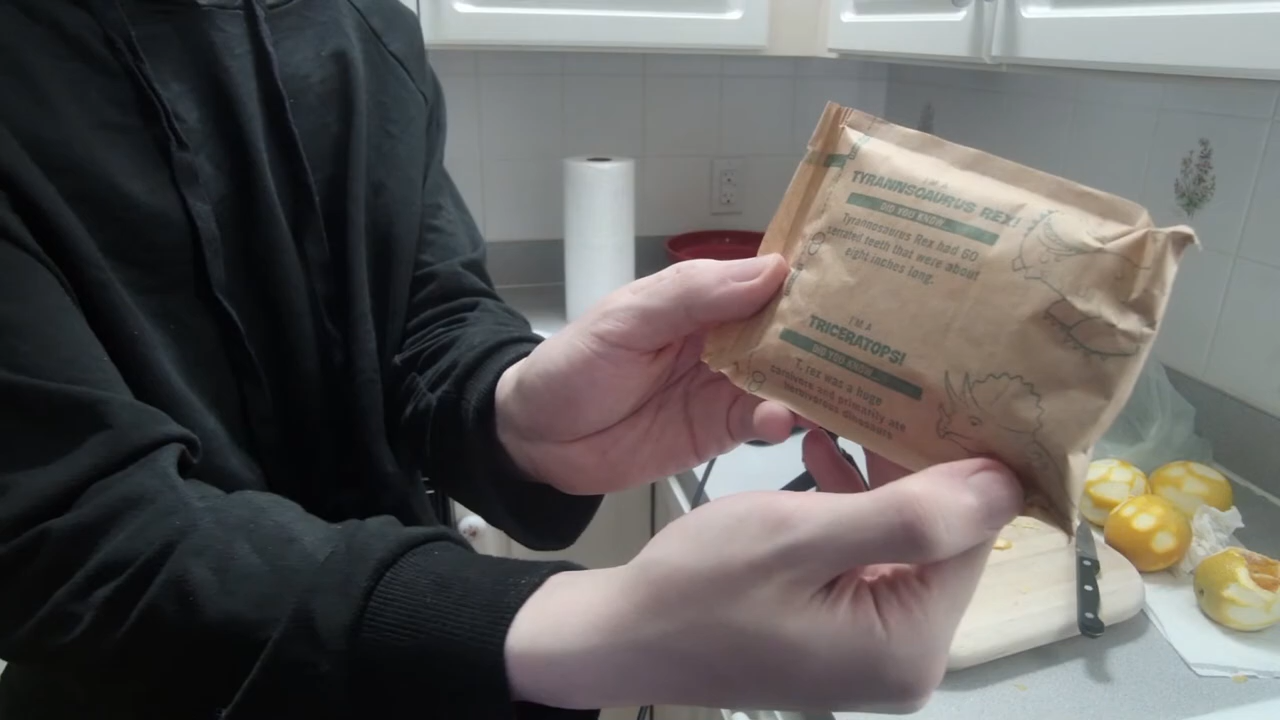 I'M A
TYRANNSOAURUS REX!
DID YOU KNOW...
Tyrannosaurus Rex had 60
serrated teeth that were about
eight inches long.
I'M A
TRICERATOPS!
DID YOU KNOW...
T. rex was a huge
carnivore and primarily ate
herbivorous dinosaurs